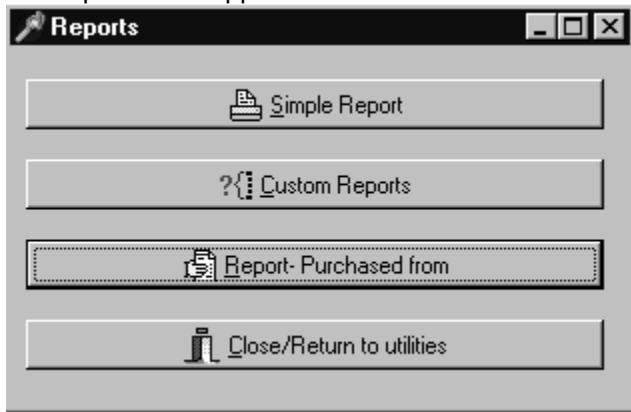 Reports
Simple Report
?{ Custom Reports
Report- Purchased from
Close/Return to utilities